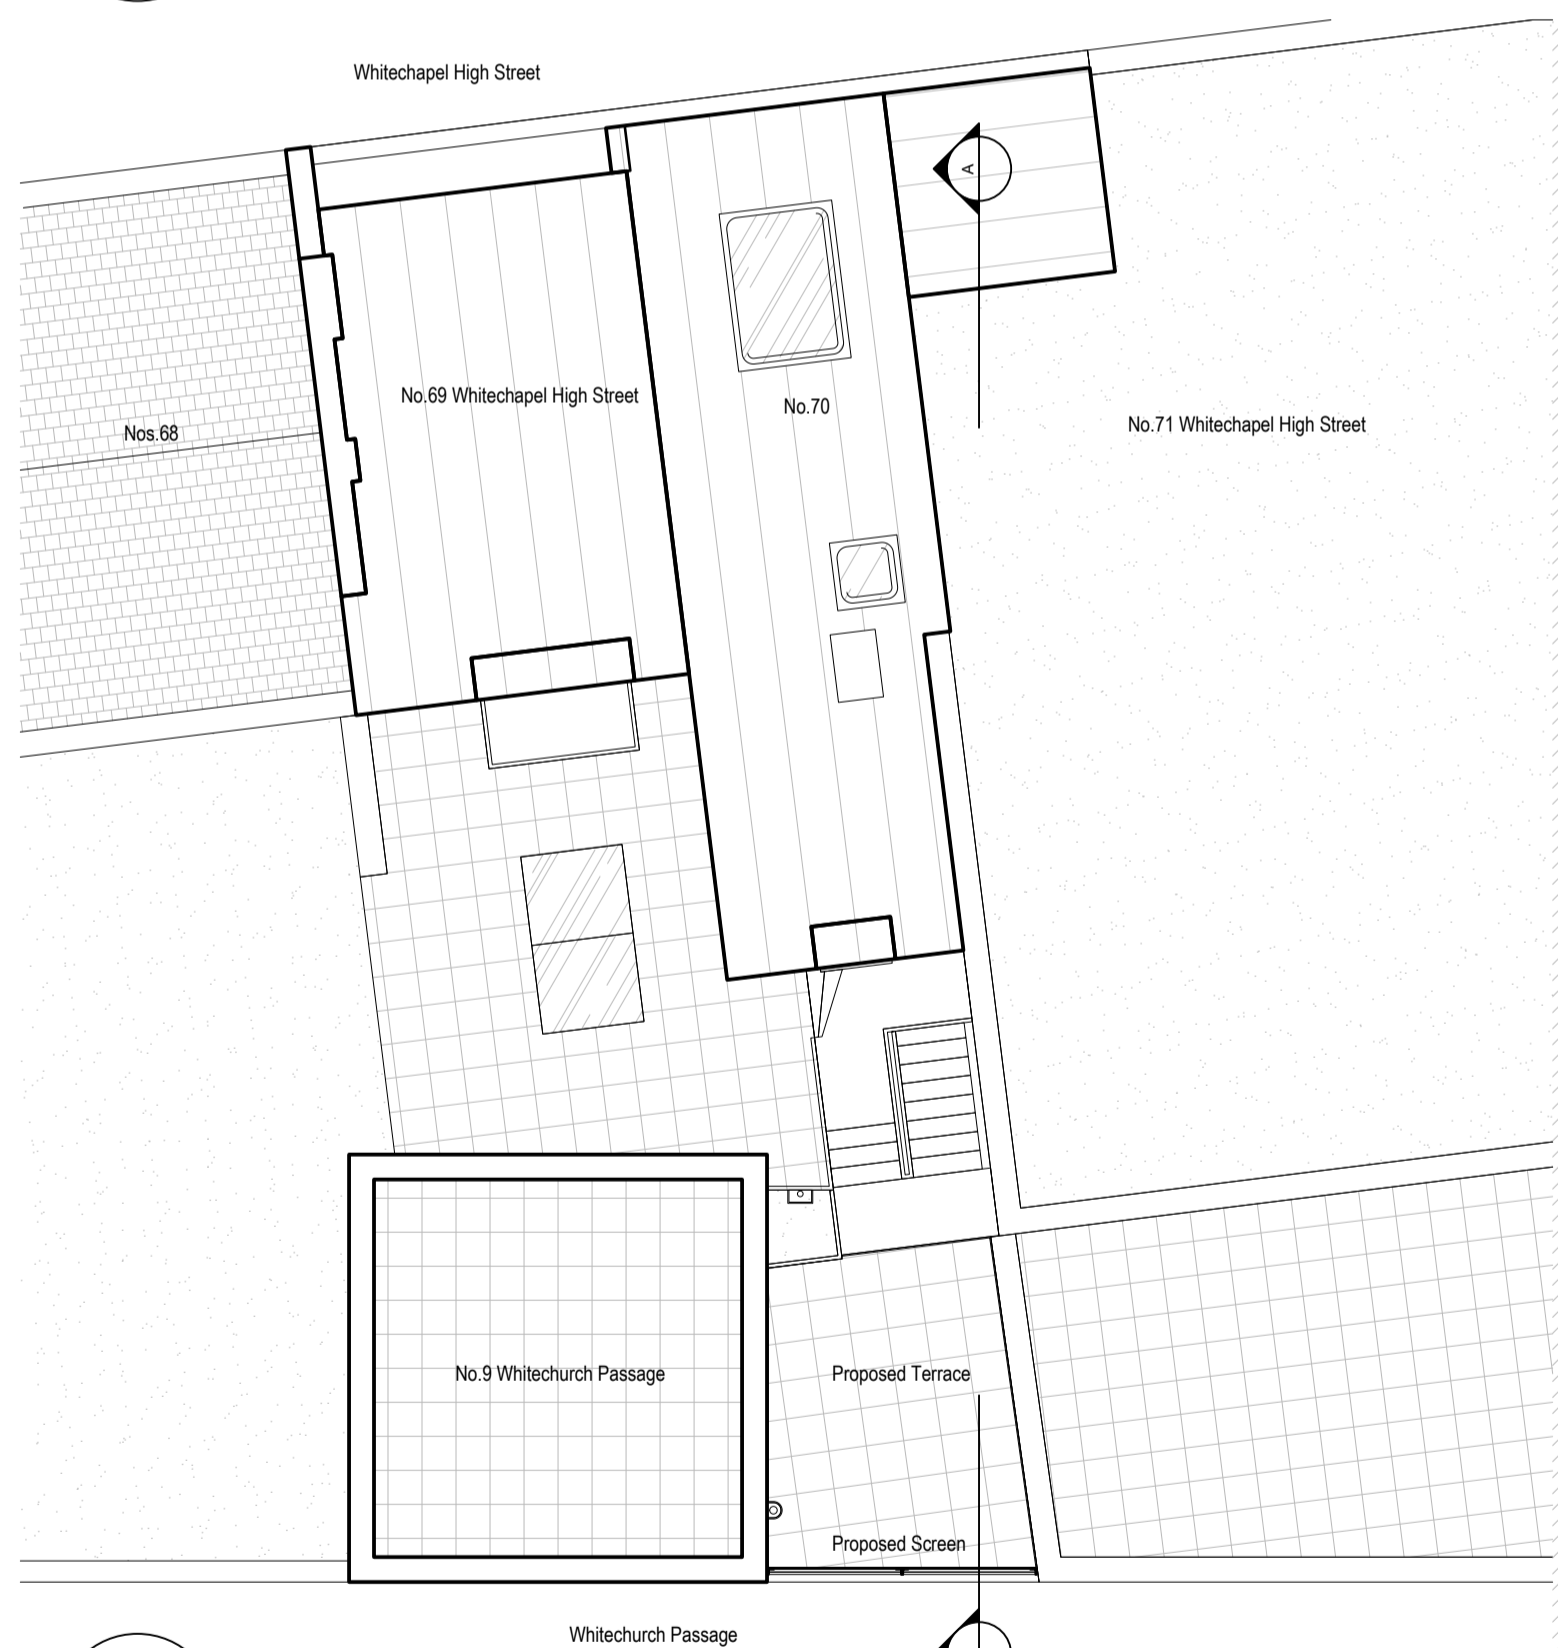 Whitechapel High Street
A
No.69 Whitechapel High Street
No.70
No.71 Whitechapel High Street
Nos.68
No.9 Whitechurch Passage
Proposed Terrace
Proposed Screen
Whitechurch Passage